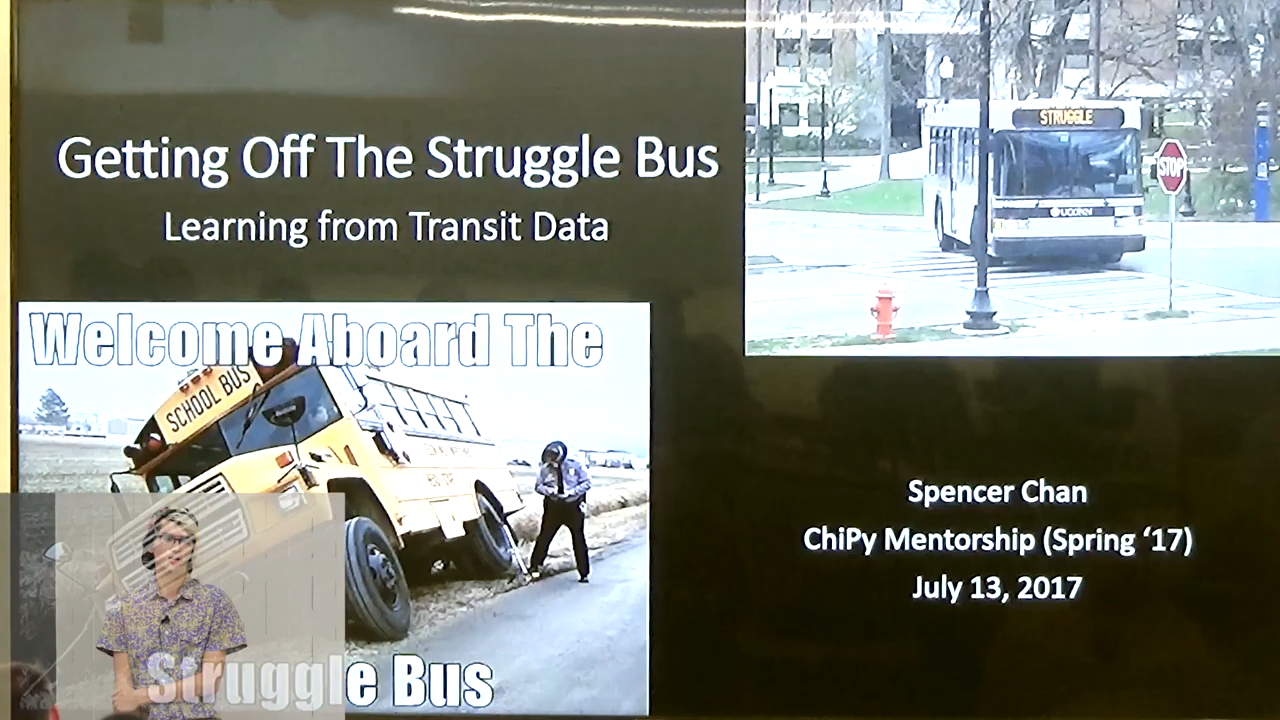 Getting Off The Struggle Bus
Learning from Transit Data
STRUGGLE
STOP
UCONN
Welcome Aboard The
SCHOOL BUS
Struggle Bus
Spencer Chan
ChiPy Mentorship (Spring ‘17)
July 13, 2017